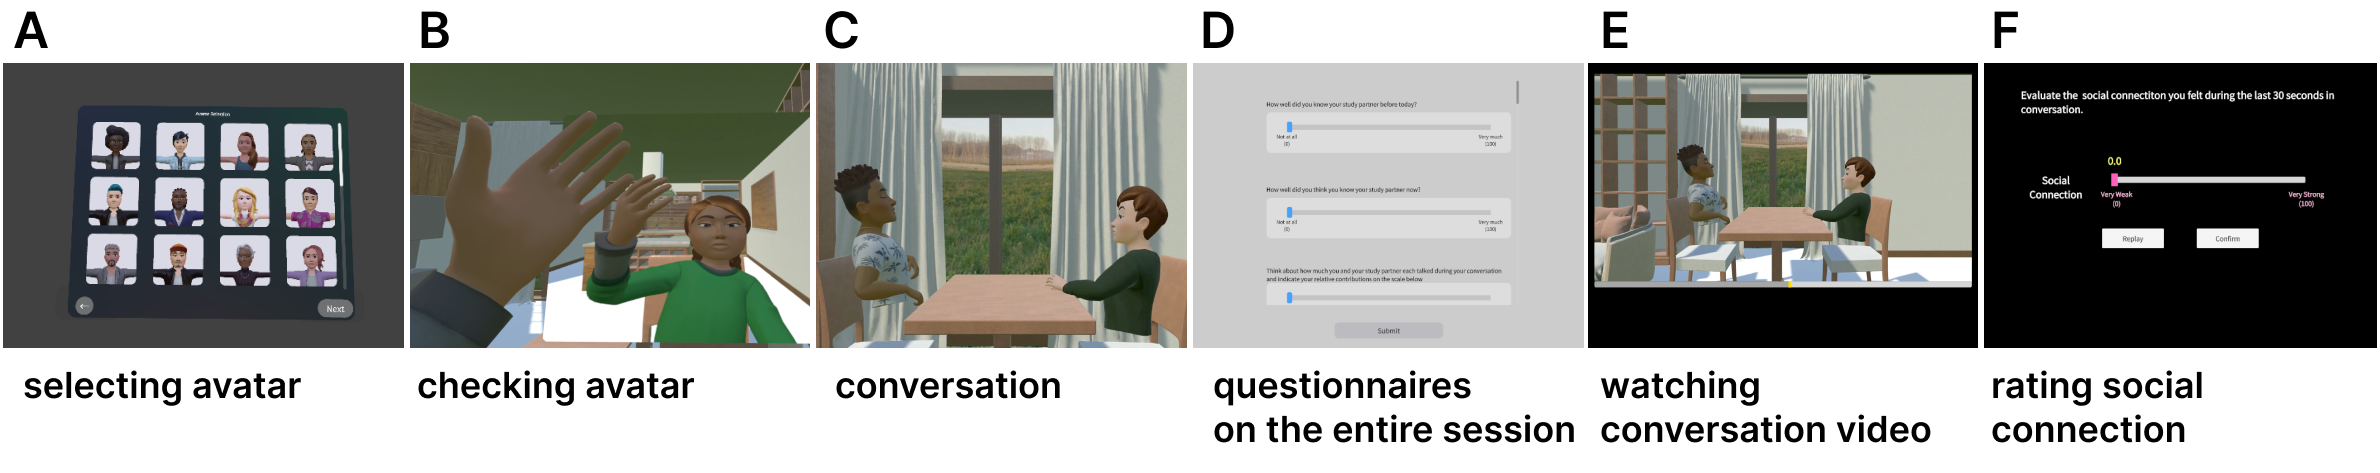 A
B
C
D
E
F
Avatar Selection
Next
How well did you know your study partner before today?
Not at all
(0)
Very much
(100)
How well did you think you know your study partner now?
Not at all
(0)
Very much
(100)
Think about how much you and your study partner each talked during your conversation
and indicate your relative contributions on the scale below
Submit
Evaluate the social connectiton you felt during the last 30 seconds in
conversation.
0.0
Social
Connection
Very Weak
(0)
Very Strong
(100)
Replay
Confirm
selecting avatar
checking avatar
conversation
questionnaires
on the entire session
watching
conversation video
rating social
connection